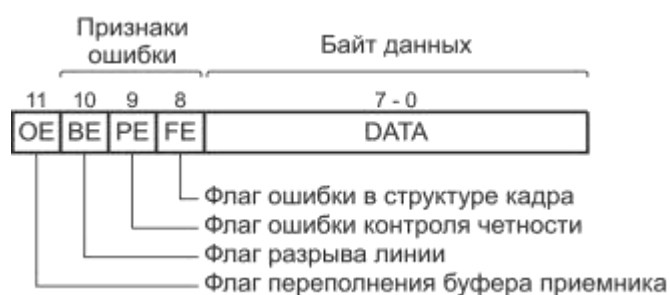 Признаки
ошибки
Байт данных
11 10 9 8 7 - 0
OE BE PE FE DATA
Флаг ошибки в структуре кадра
Флаг ошибки контроля четности
Флаг разрыва линии
Флаг переполнения буфера приемника